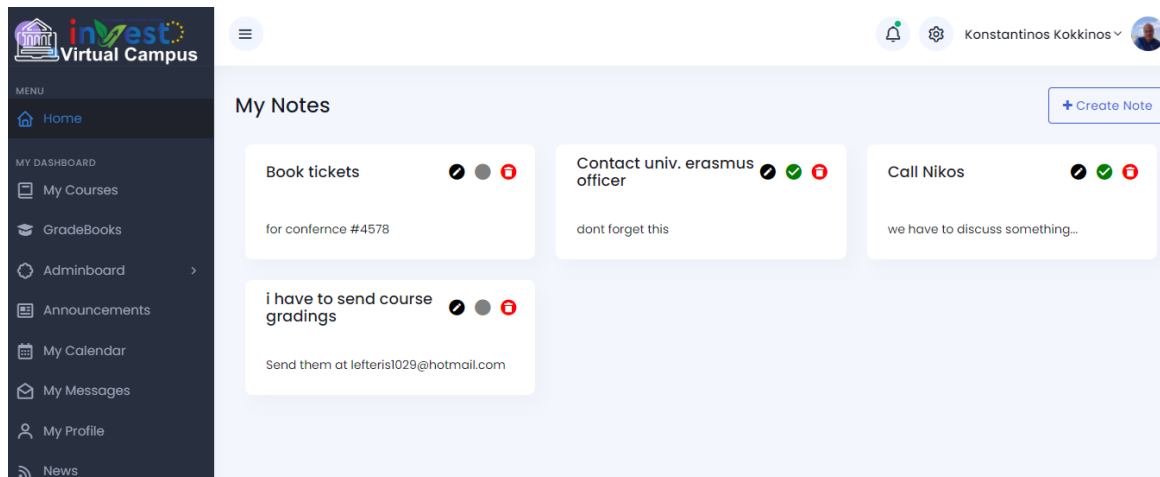 invest
Virtual Campus
Konstantinos Kokkinos
MENU
Home
MY DASHBOARD
My Courses
GradeBooks
Adminboard
Announcements
My Calendar
My Messages
My Profile
News
My Notes
+ Create Note
Book tickets
for confernce #4578
Contact univ. erasmus
officer
dont forget this
Call Nikos
we have to discuss something...
i have to send course
gradings
Send them at lefteris1029@hotmail.com